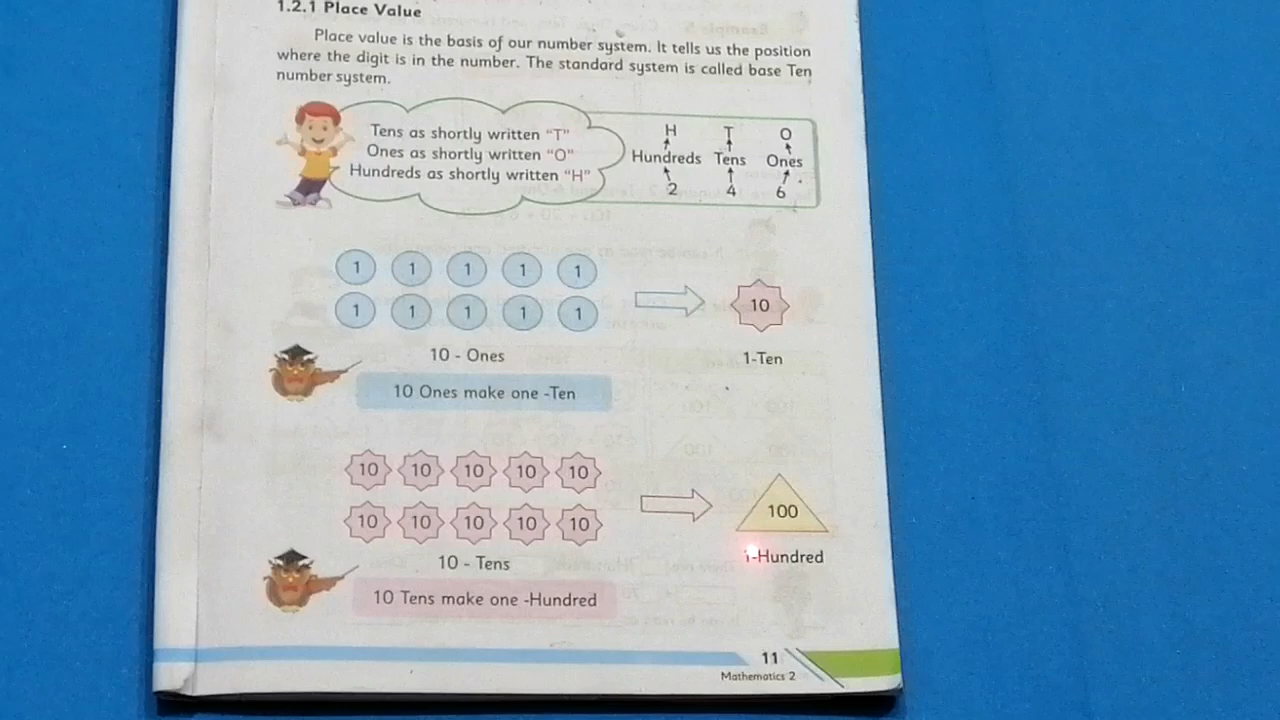 1.2.1 Place Value
Place value is the basis of our number system. It tells us the position
where the digit is in the number. The standard system is called base Ten
number system.
Tens as shortly written "T"
Ones as shortly written "O"
Hundreds as shortly written "H"
H T O
Hundreds Tens Ones
2 4 6
1 1 1 1 1
1 1 1 1 1
10
10 - Ones
1-Ten
10 Ones make one -Ten
10 10 10 10 10
10 10 10 10 10
100
10 - Tens
1-Hundred
10 Tens make one -Hundred
11
Mathematics 2